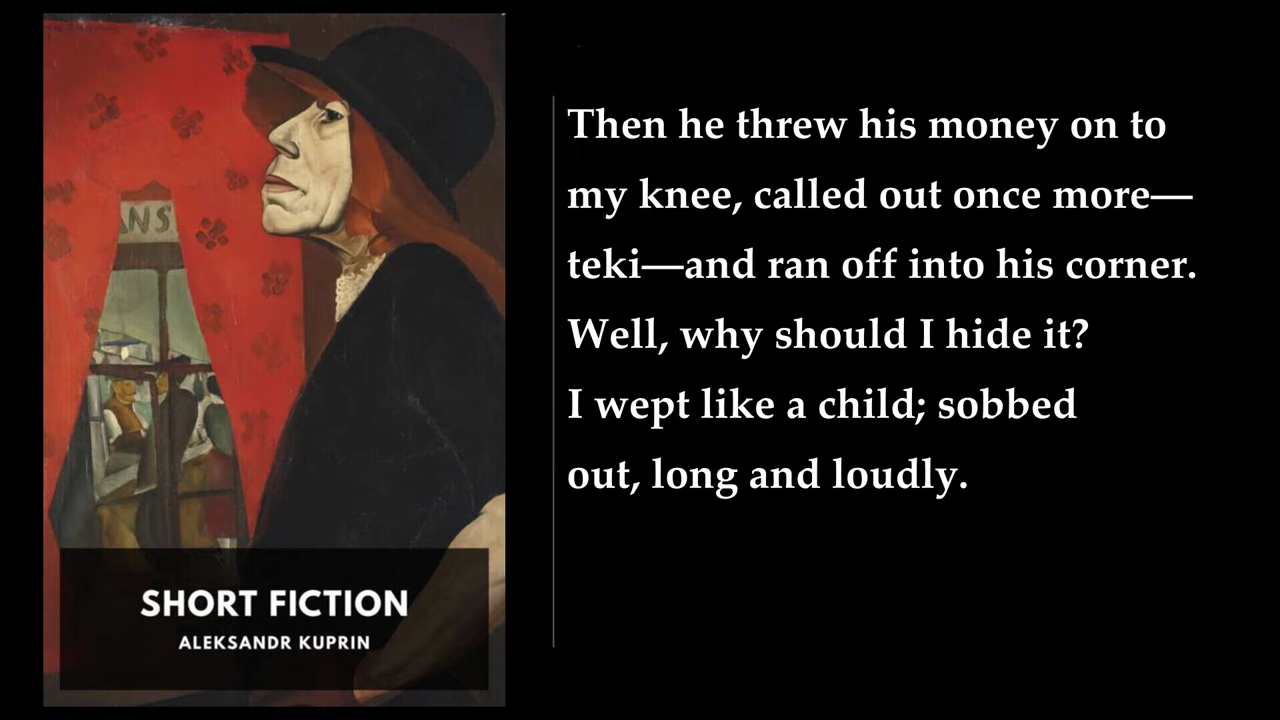 NS
SHORT FICTION
ALEKSANDR KUPRIN
Then he threw his money on to
my knee, called out once more—
teki—and ran off into his corner.
Well, why should I hide it?
I wept like a child; sobbed
out, long and loudly.